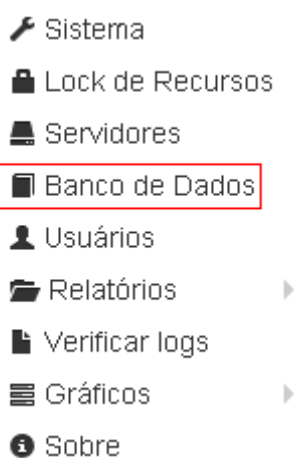 Sistema
Lock de Recursos
Servidores
Banco de Dados
Usuários
Relatórios
Verificar logs
Gráficos
Sobre